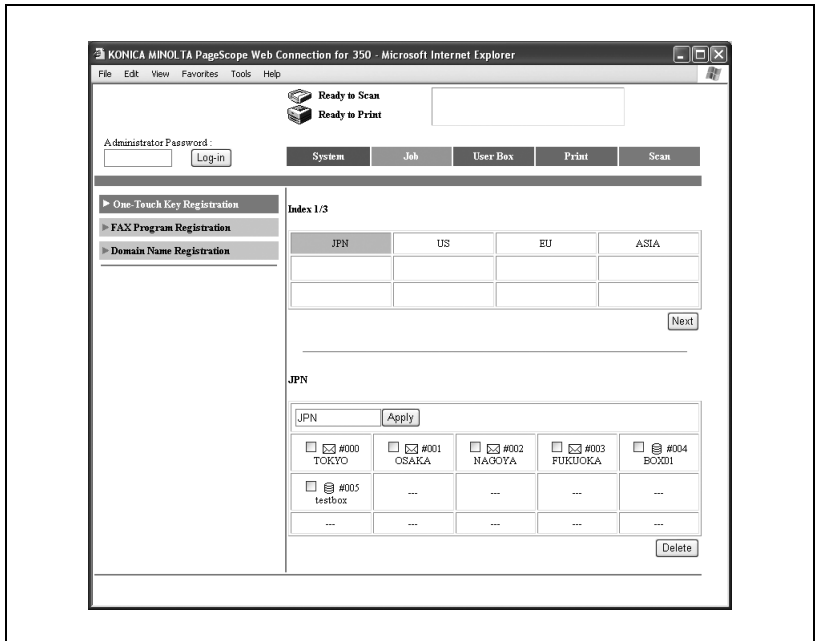 KONICA MINOLTA PageScope Web Connection for 350 - Microsoft Internet Explorer
File Edit View Favorites Tools Help
Ready to Scan
Ready to Print
Administrator Password :
Log-in
System Job User Box Print Scan
One-Touch Key Registration
FAX Program Registration
Domain Name Registration
Index 1/3
JPN US EU ASIA
Next
JPN
JPN Apply
#000 #001 #002 #003 #004
TOKYO OSAKA NAGOYA FUKUOKA BOX01
#005
testbox --- --- --- ---
--- --- --- --- ---
Delete